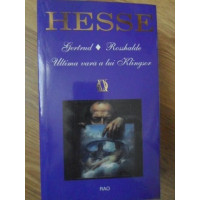 HESSE
Gertrud ♦ Rosshalde
Ultima vară a lui Klingsor
RAO